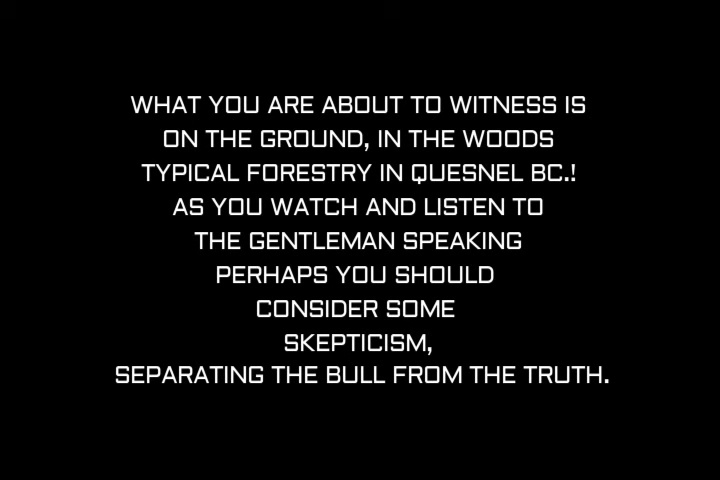 WHAT YOU ARE ABOUT TO WITNESS IS
ON THE GROUND, IN THE WOODS
TYPICAL FORESTRY IN QUESNEL BC.!
AS YOU WATCH AND LISTEN TO
THE GENTLEMAN SPEAKING
PERHAPS YOU SHOULD
CONSIDER SOME
SKEPTICISM,
SEPARATING THE BULL FROM THE TRUTH.